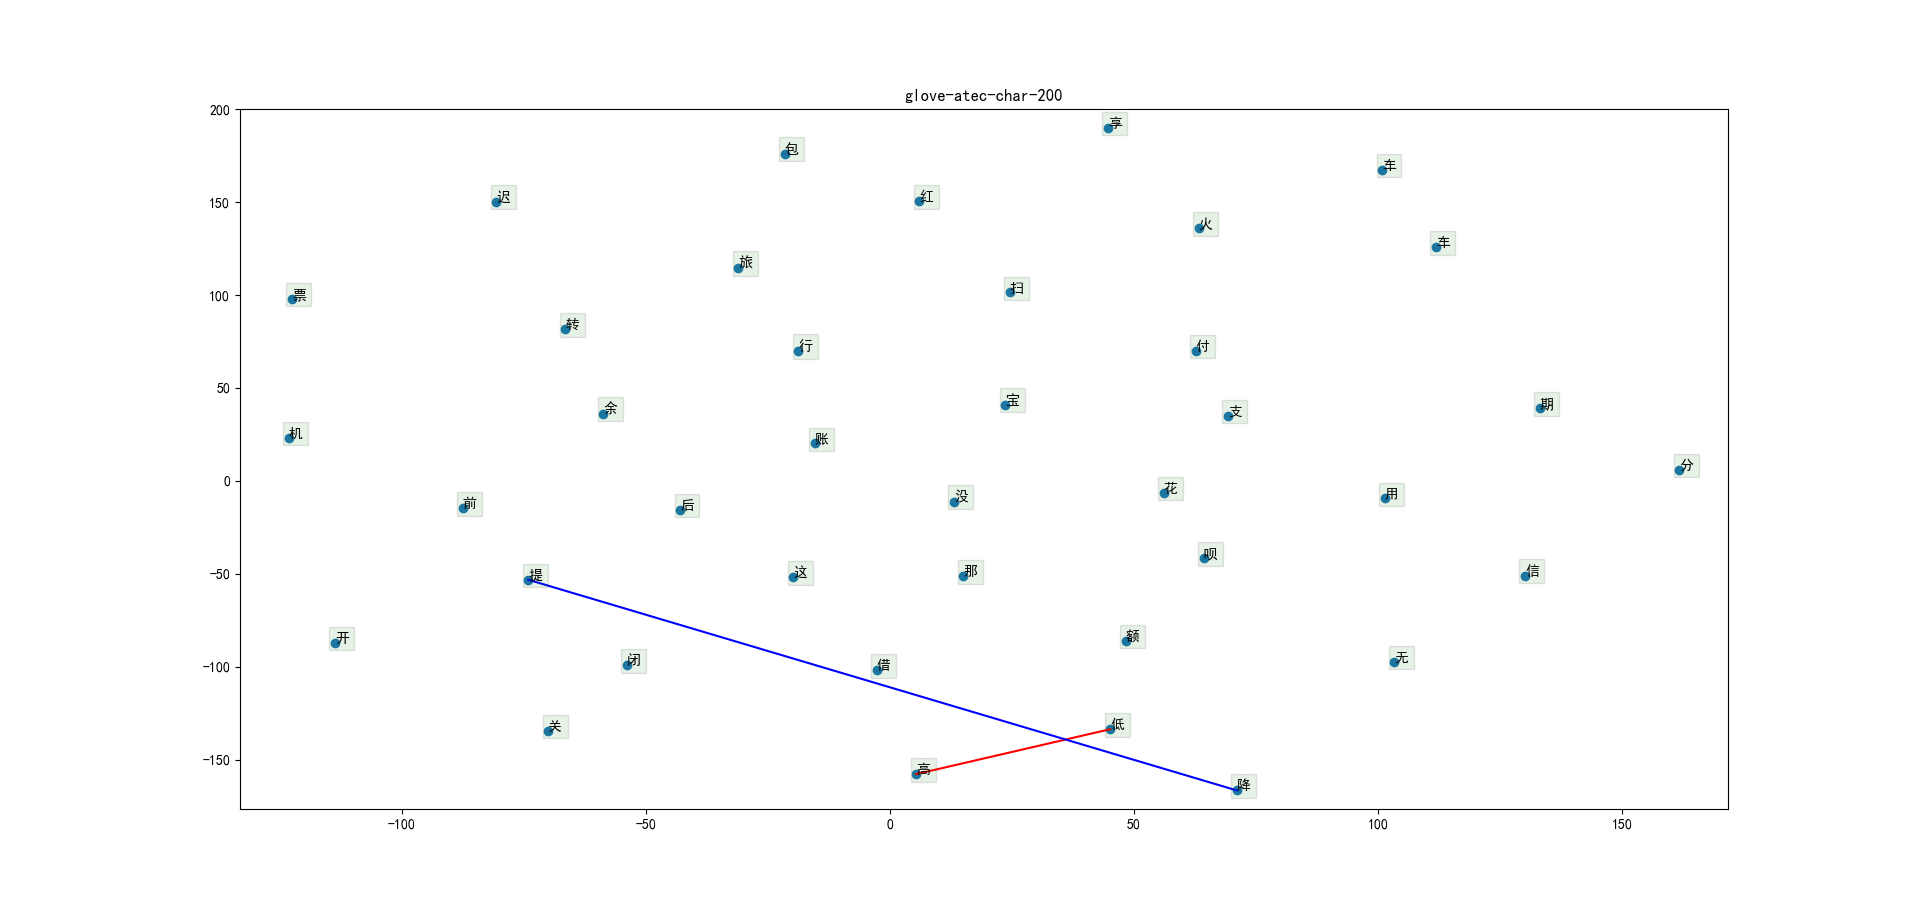 glove-atec-char-200
200
享
包
车
150
迟
红
火
车
旅
100
票
扫
转
行
付
50
余
宝
支
期
机
账
分
0
前
后
没
花
用
呗
-50
提
这
那
信
开
额
-100
闭
借
无
关
低
-150
高
降
-100 -50 0 50 100 150